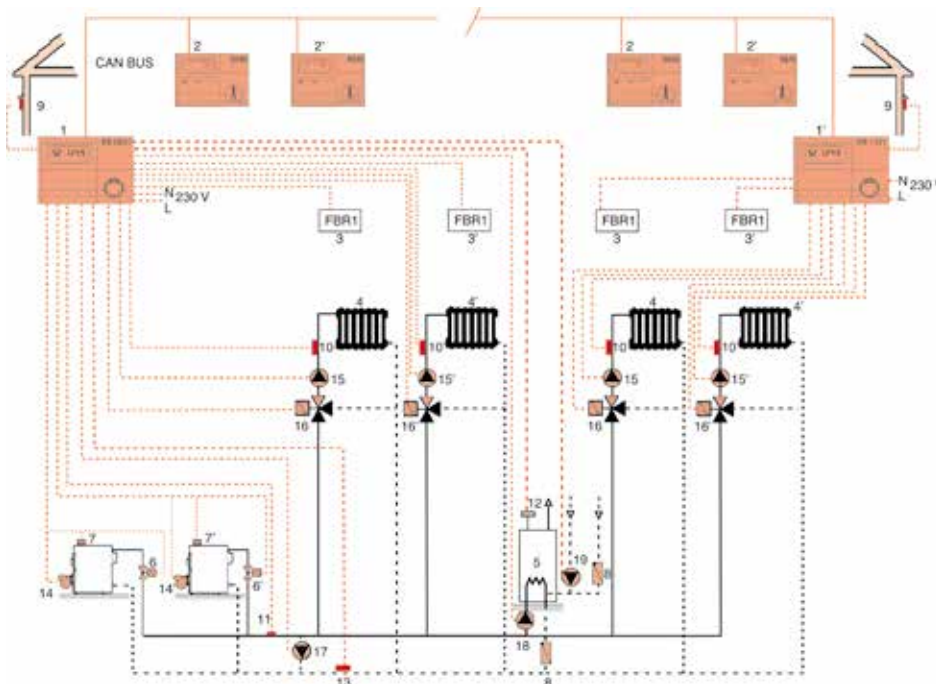 2 2' 2 2'
CAN BUS
9 9
1 1'
N 230 V
L
N 230 V
L
FBR1 FBR1 FBR1 FBR1
3 3' 3 3'
4 4' 4 4'
10 10 10 10
15 15' 15 15'
16 16 16 16
12
7 7' 5 19
6 6' 8
14 14
11
17 18
13 8